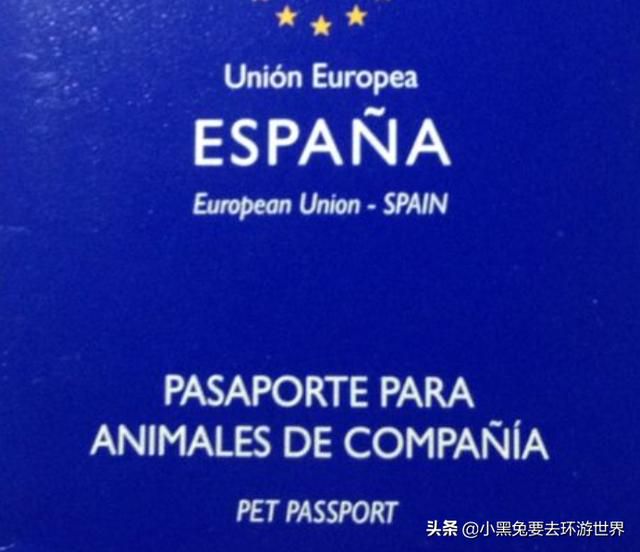 Unión Europea
ESPAÑA
European Union - SPAIN
PASAPORTE PARA
ANIMALES DE COMPAÑÍA
PET PASSPORT
头条 @小黑兔要去环游世界